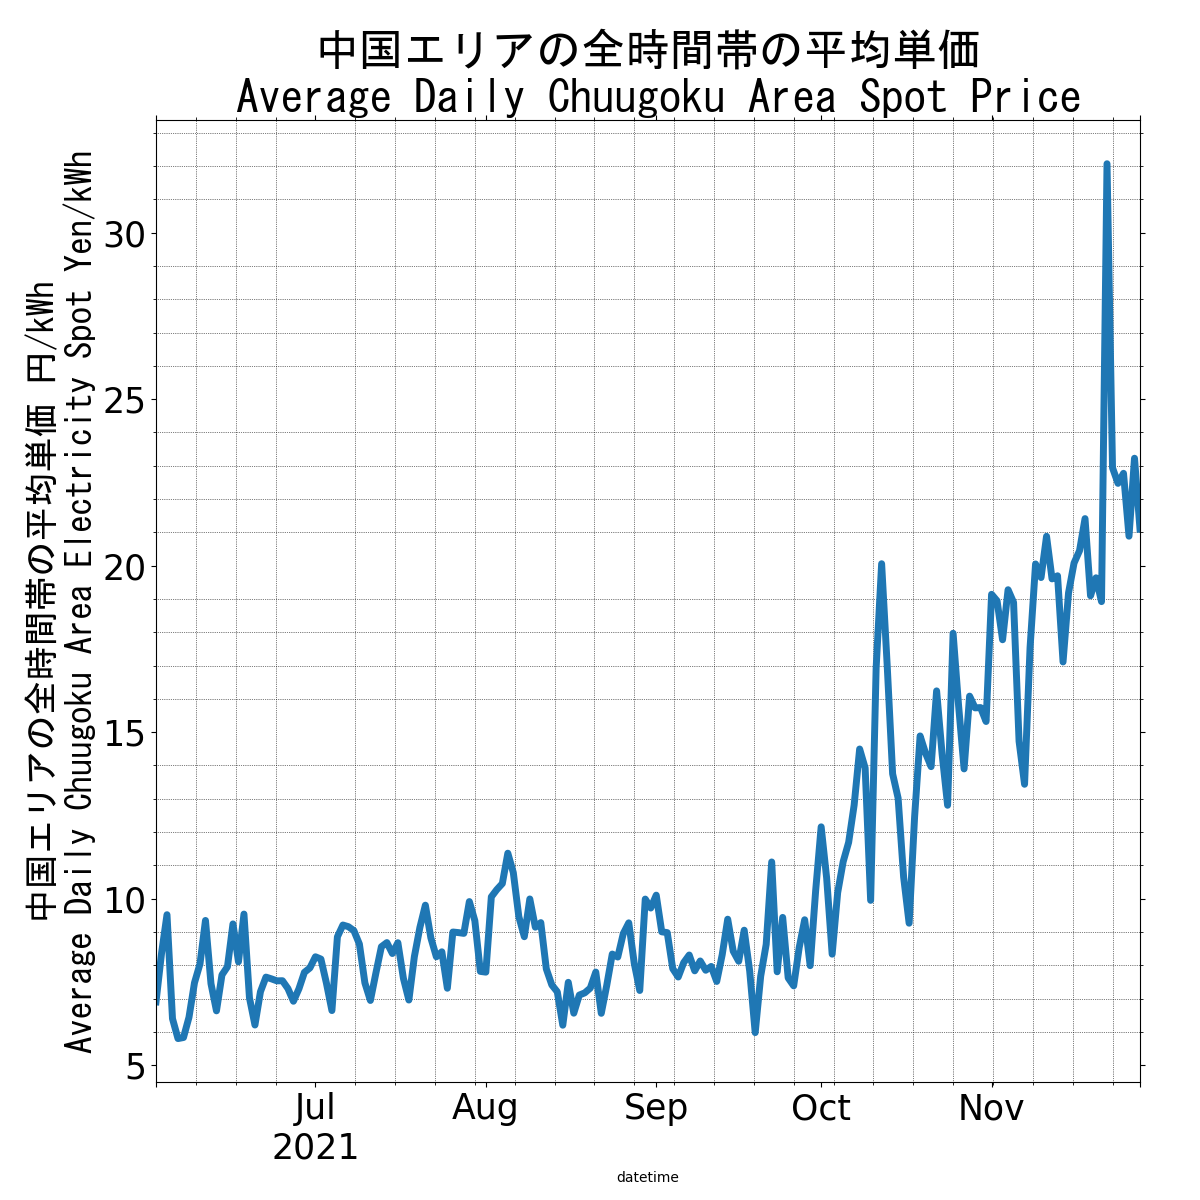 中国エリアの全時間帯の平均単価
Average Daily Chuugoku Area Spot Price
中国エリアの全時間帯の平均単価 円/kWh
Average Daily Chuugoku Area Electricity Spot Yen/kWh
30
25
20
15
10
5
Jul
2021
Aug
Sep
Oct
Nov
datetime